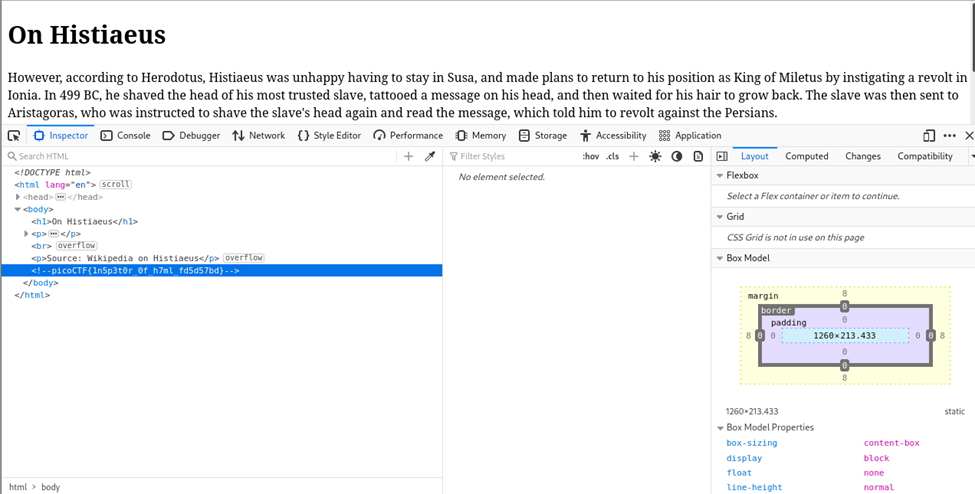 On Histiaeus
However, according to Herodotus, Histiaeus was unhappy having to stay in Susa, and made plans to return to his position as King of Miletus by instigating a revolt in
Ionia. In 499 BC, he shaved the head of his most trusted slave, tattooed a message on his head, and then waited for his hair to grow back. The slave was then sent to
Aristagoras, who was instructed to shave the slave's head again and read the message, which told him to revolt against the Persians.
Inspector Console Debugger Network Style Editor Performance Memory Storage Accessibility Application
Search HTML
<!DOCTYPE html>
<html lang="en"> scroll
<head> ••• </head>
<body>
<h1>On Histiaeus</h1>
<p> ••• </p>
<br> overflow
<p>Source: Wikipedia on Histiaeus</p> overflow
<!--picoCTF{1n5p3t0r_0f_h7ml_fd5d57bd}-->
</body>
</html>
html > body
Filter Styles :hov .cls
No element selected.
Layout Computed Changes Compatibility
Flexbox
Select a Flex container or item to continue.
Grid
CSS Grid is not in use on this page
Box Model
margin 8
border 0
padding 0
8 0 0 1260×213.433 0 0 8
0
0
8
1260×213.433 static
Box Model Properties
box-sizing content-box
display block
float none
line-height normal